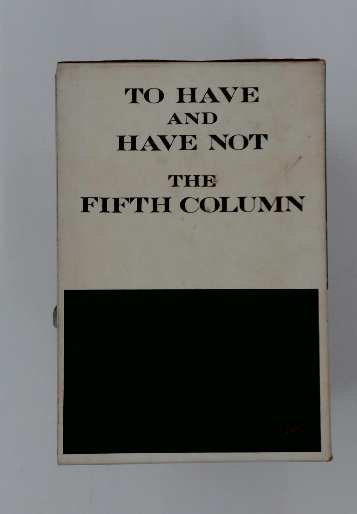 TO HAVE
AND
HAVE NOT
THE
FIFTH COLUMN